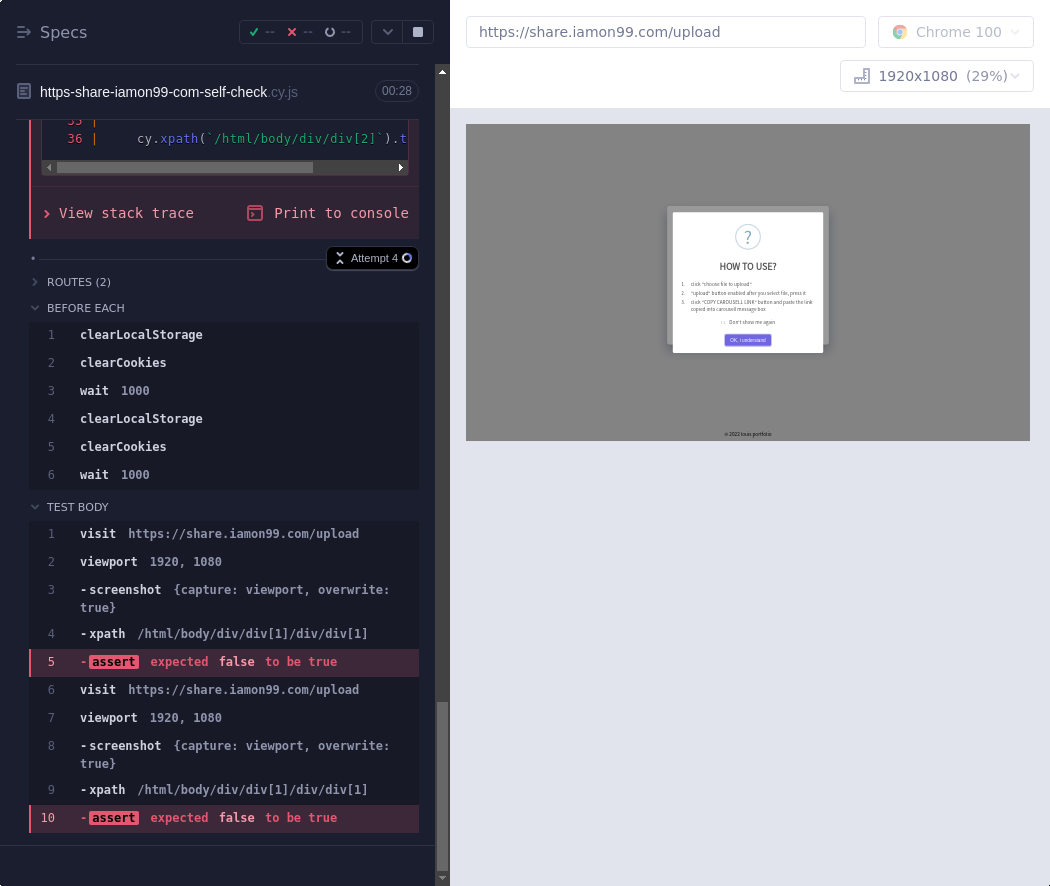 Specs
-- -- --
https-share-iamon99-com-self-check.cy.js
00:28
35 |
36 | cy.xpath(`/html/body/div/div[2]`).t
View stack trace
Print to console
Attempt 4
ROUTES (2)
BEFORE EACH
1 clearLocalStorage
2 clearCookies
3 wait 1000
4 clearLocalStorage
5 clearCookies
6 wait 1000
TEST BODY
1 visit https://share.iamon99.com/upload
2 viewport 1920, 1080
3 -screenshot {capture: viewport, overwrite:
true}
4 -xpath /html/body/div/div[1]/div/div[1]
5 -assert expected false to be true
6 visit https://share.iamon99.com/upload
7 viewport 1920, 1080
8 -screenshot {capture: viewport, overwrite:
true}
9 -xpath /html/body/div/div[1]/div/div[1]
10 -assert expected false to be true
https://share.iamon99.com/upload
Chrome 100
1920x1080 (29%)
?
HOW TO USE?
1. click "choose file to upload"
2. "upload" button enabled after you select file, press it
3. click "COPY CAROUSELL LINK" button and paste the link
copied into carousell message box
Don't show me again
OK, i understand
© 2022 louis portfolio